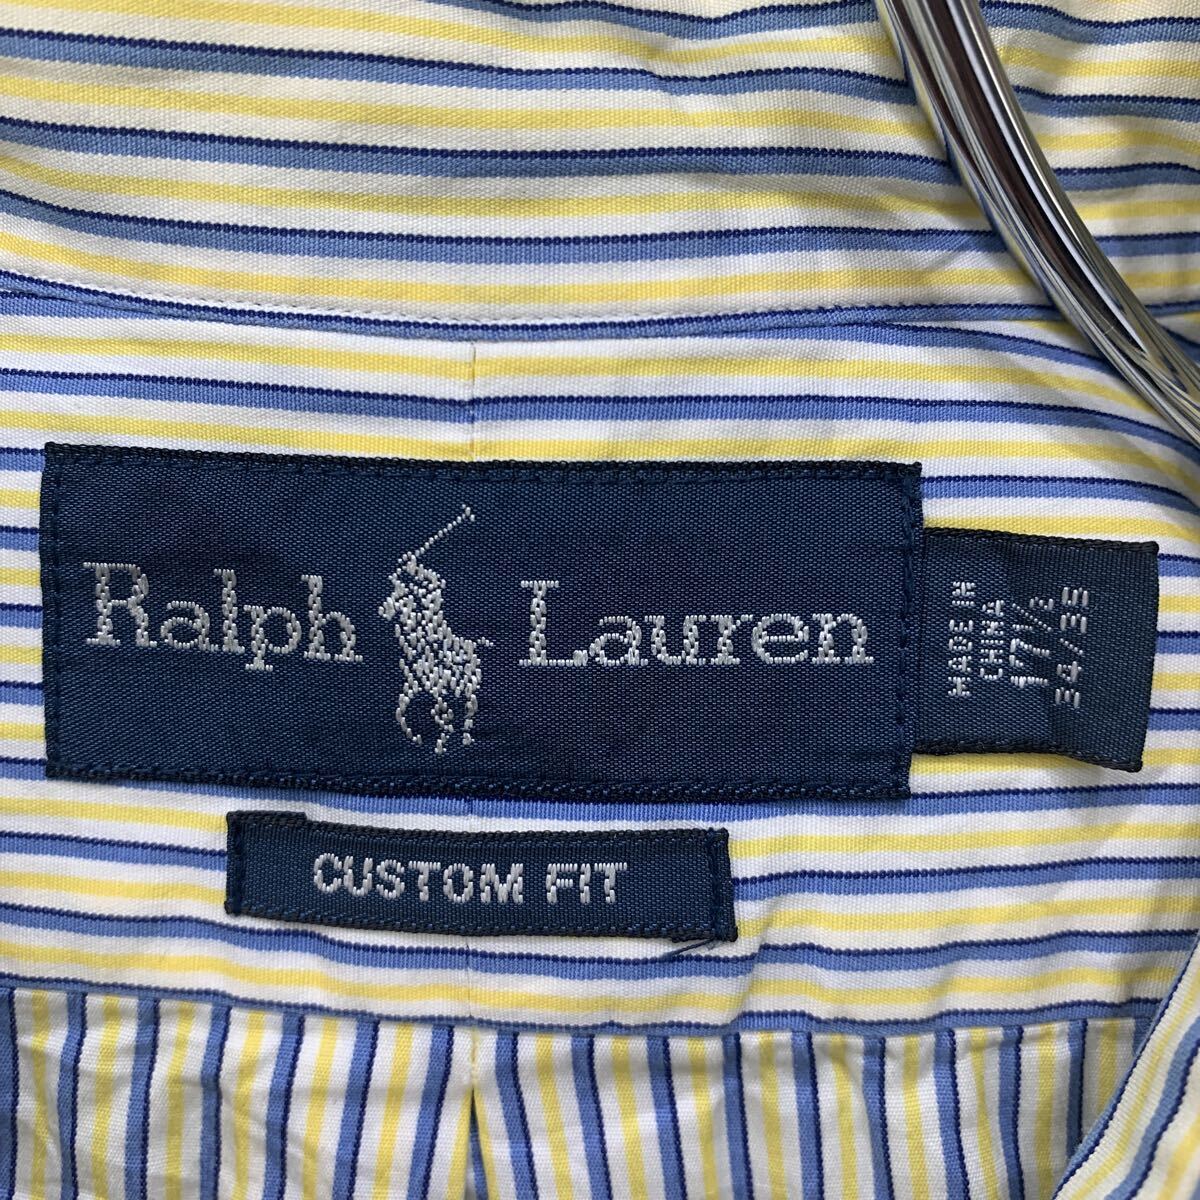 Ralph Lauren
MADE IN
CHINA
17 1/2
34/35
CUSTOM FIT